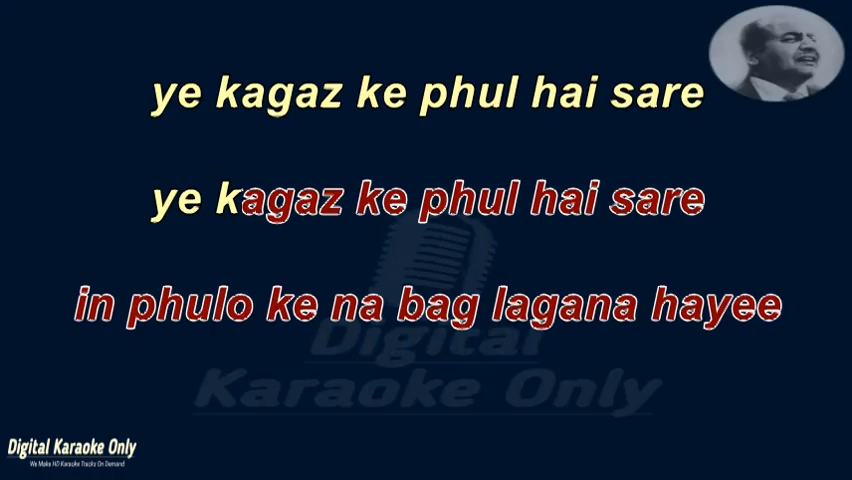 ye kagaz ke phul hai sare
ye kagaz ke phul hai sare
in phulo ke na bag lagana hayee
Digital
Karaoke Only
Digital Karaoke Only
We Make HD Karaoke Tracks On Demand